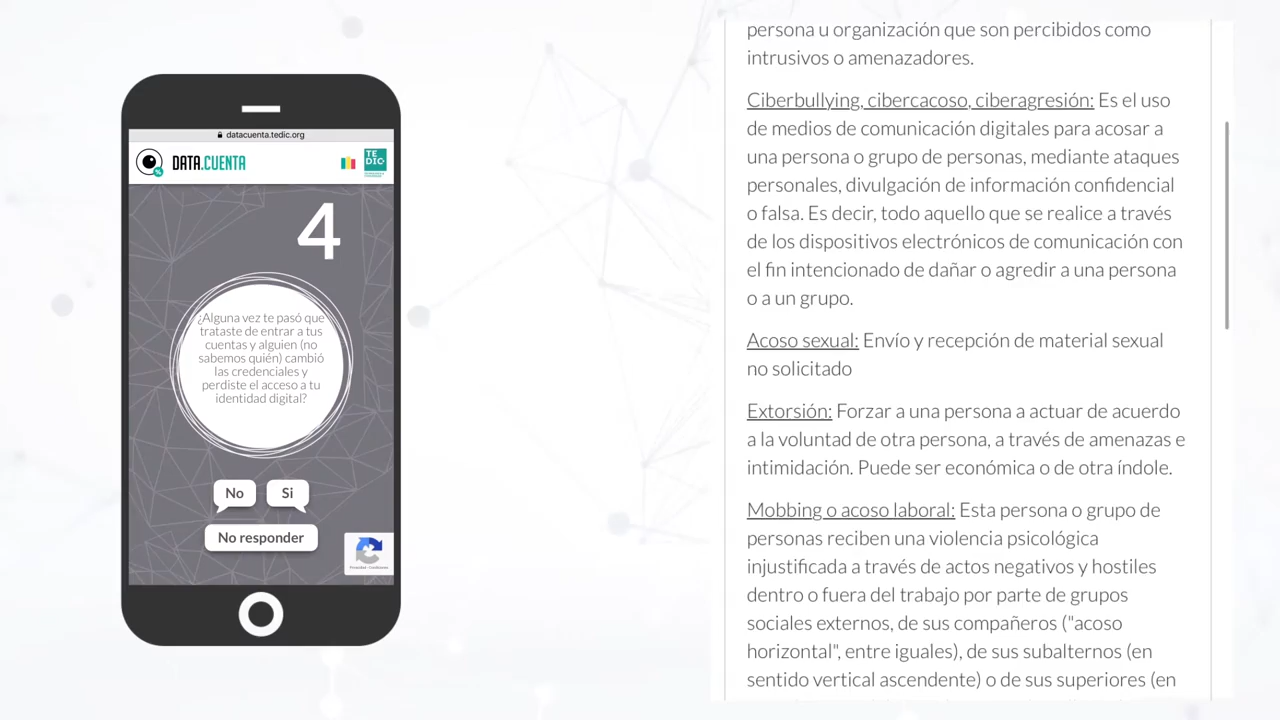 datacuenta.tedic.org
DATA.CUENTA
TE
DIC
4
¿Alguna vez te pasó que
trataste de entrar a tus
cuentas y alguien (no
sabemos quién) cambió
las credenciales y
perdiste el acceso a tu
identidad digital?
No
Si
No responder
Privacidad - Condiciones
persona u organización que son percibidos como
intrusivos o amenazadores.
Ciberbullying, cibercacoso, ciberagresión: Es el uso
de medios de comunicación digitales para acosar a
una persona o grupo de personas, mediante ataques
personales, divulgación de información confidencial
o falsa. Es decir, todo aquello que se realice a través
de los dispositivos electrónicos de comunicación con
el fin intencionado de dañar o agredir a una persona
o a un grupo.
Acoso sexual: Envío y recepción de material sexual
no solicitado
Extorsión: Forzar a una persona a actuar de acuerdo
a la voluntad de otra persona, a través de amenazas e
intimidación. Puede ser económica o de otra índole.
Mobbing o acoso laboral: Esta persona o grupo de
personas reciben una violencia psicológica
injustificada a través de actos negativos y hostiles
dentro o fuera del trabajo por parte de grupos
sociales externos, de sus compañeros ("acoso
horizontal", entre iguales), de sus subalternos (en
sentido vertical ascendente) o de sus superiores (en